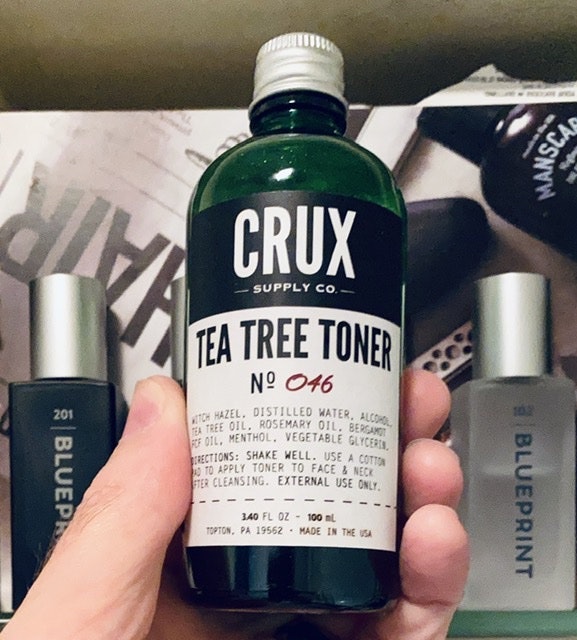 CRUX
— SUPPLY CO. —
TEA TREE TONER
Nº 046
WITCH HAZEL, DISTILLED WATER, ALCOHOL,
TEA TREE OIL, ROSEMARY OIL, BERGAMOT
FCF OIL, MENTHOL, VEGETABLE GLYCERIN.
DIRECTIONS: SHAKE WELL. USE A COTTON
PAD TO APPLY TONER TO FACE & NECK
AFTER CLEANSING. EXTERNAL USE ONLY.
3.40 FL OZ - 100 mL
TOPTON, PA 19562 • MADE IN THE USA
201 | BLUEPRINT
102 | BLUEPRINT
MANSCAP
HAIR